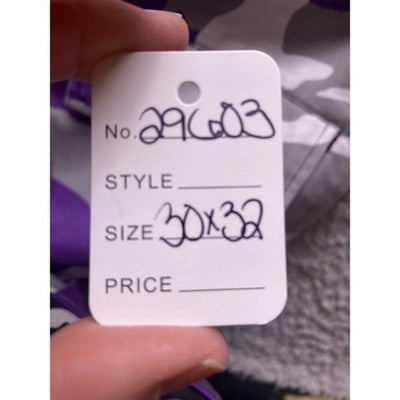 No. 29603
STYLE
SIZE 30x32
PRICE